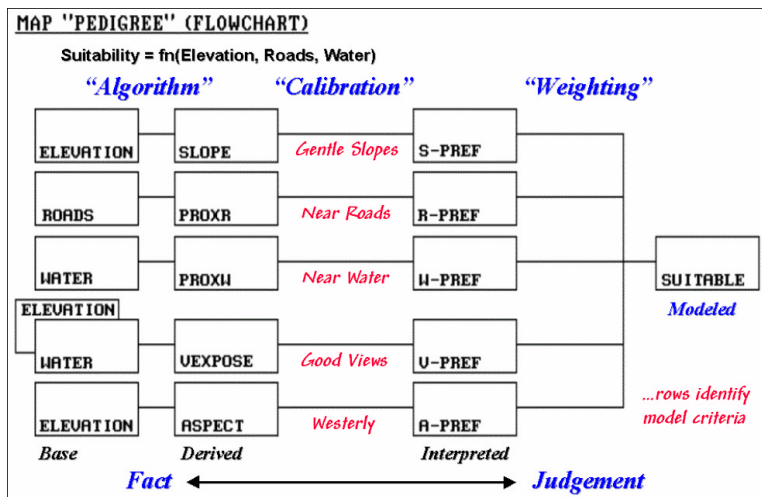 MAP "PEDIGREE" (FLOWCHART)
Suitability = fn(Elevation, Roads, Water)
“Algorithm” “Calibration” “Weighting”
ELEVATION SLOPE Gentle Slopes S-PREF
ROADS PROXR Near Roads R-PREF
WATER PROXW Near Water W-PREF SUITABLE
ELEVATION Modeled
WATER VEXPOSE Good Views V-PREF
...rows identify
ELEVATION ASPECT Westerly A-PREF model criteria
Base Derived Interpreted
Fact Judgement